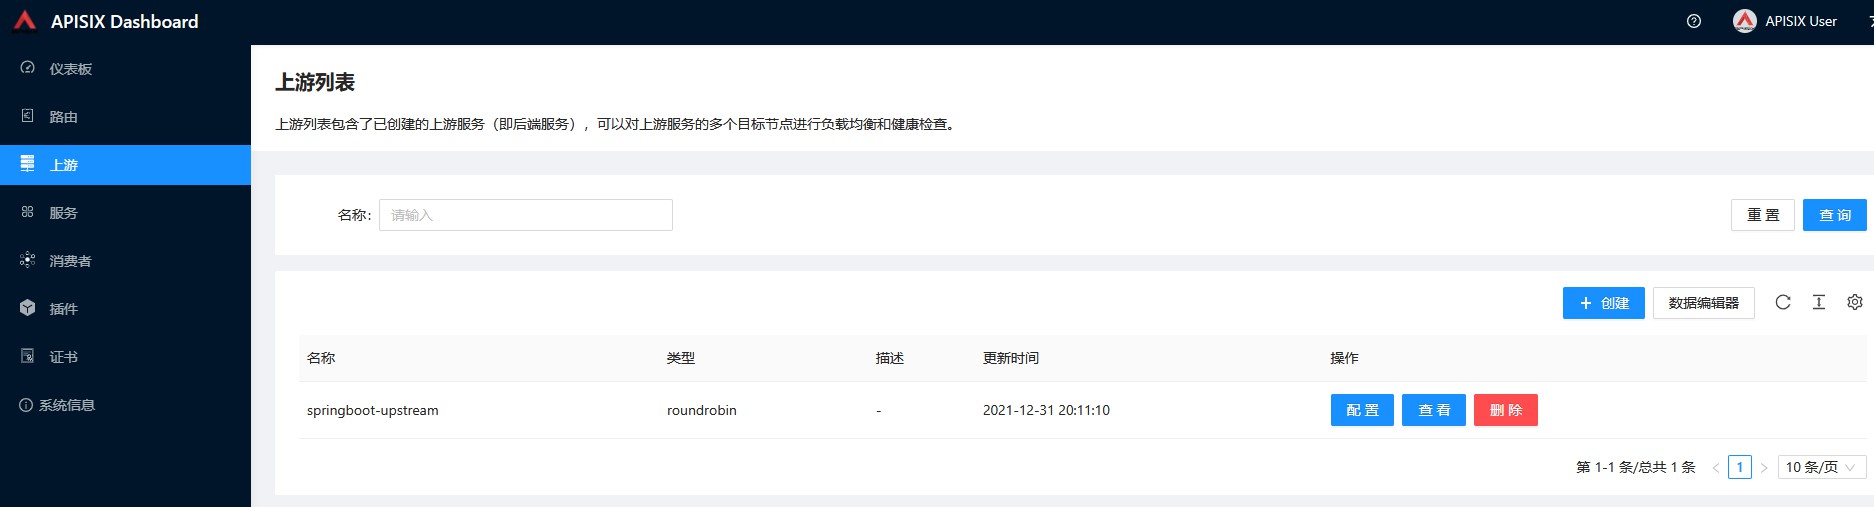 APISIX Dashboard
APISIX User
仪表板
路由
上游
服务
消费者
插件
证书
系统信息
上游列表
上游列表包含了已创建的上游服务（即后端服务），可以对上游服务的多个目标节点进行负载均衡和健康检查。
名称: 请输入 重 置 查 询
创建 数据编辑器
名称 类型 描述 更新时间 操作
springboot-upstream roundrobin - 2021-12-31 20:11:10 配 置 查 看 删 除
第 1-1 条/总共 1 条 < 1 > 10 条/页